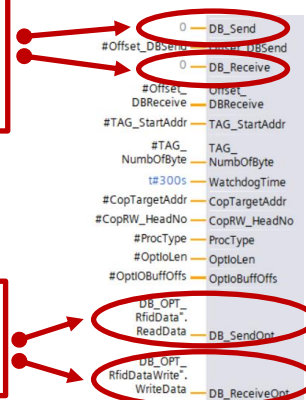 0 DB_Send
#Offset_DBSend Offset_DBSend
0 DB_Receive
#Offset_ Offset_
DBReceive DBReceive
#TAG_StartAddr TAG_StartAddr
#TAG_ TAG_
NumbOfByte NumbOfByte
t#300s WatchdogTime
#CopTargetAddr CopTargetAddr
#CopRW_HeadNo CopRW_HeadNo
#ProcType ProcType
#OptIoLen OptIoLen
#OptIOBuffOffs OptIoBuffOffs
DB_OPT_
RfidData".
ReadData DB_SendOpt
DB_OPT_
RfidDataWrite".
WriteData DB_ReceiveOpt